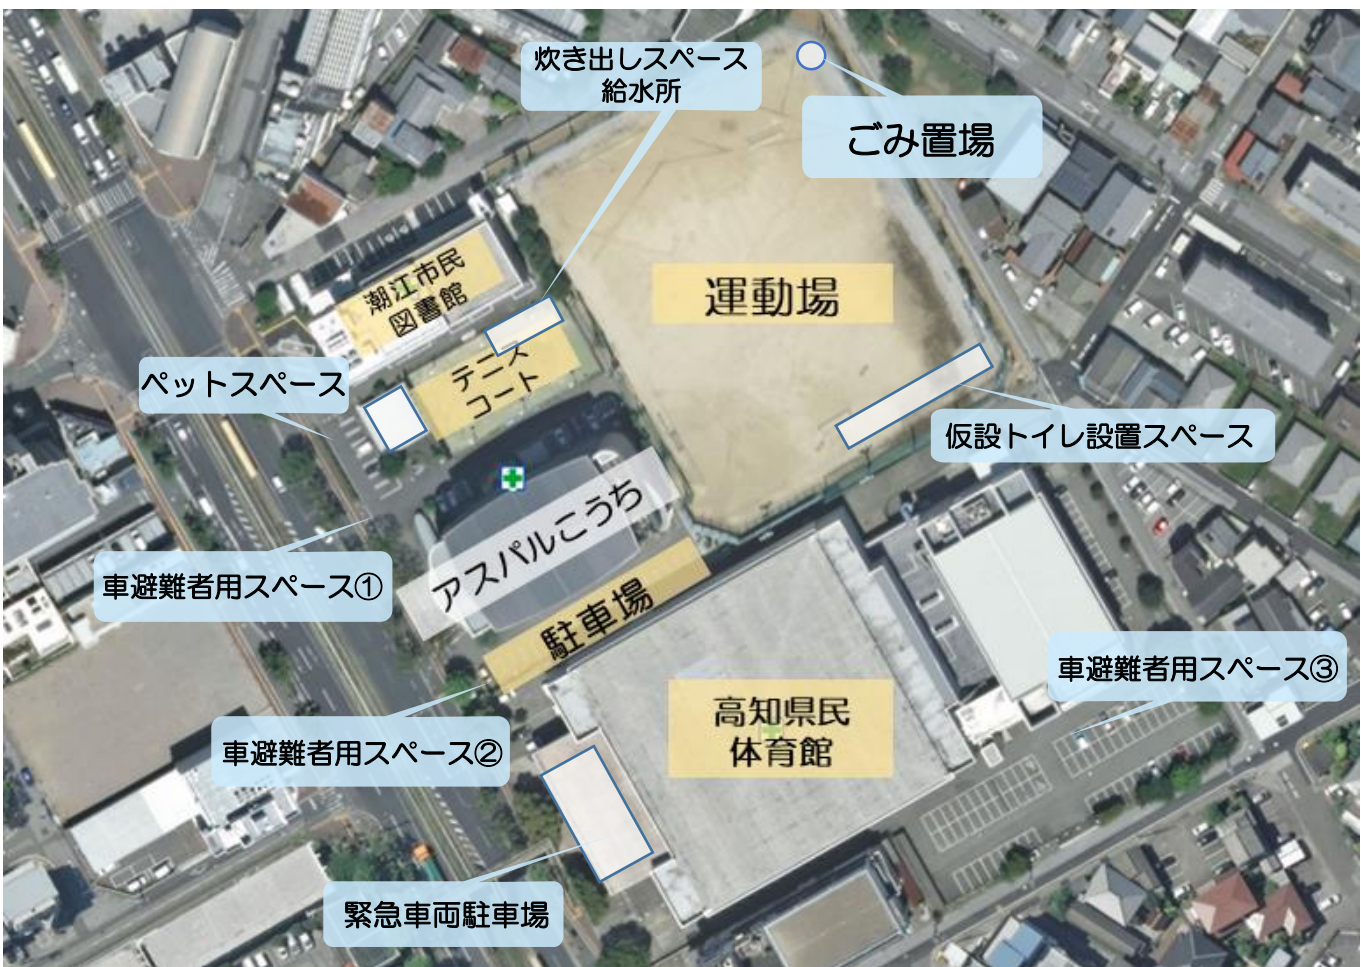 炊き出しスペース
給水所
ごみ置場
潮江市民
図書館
運動場
テニス
コート
ペットスペース
仮設トイレ設置スペース
アスパルこうち
車避難者用スペース①
駐車場
車避難者用スペース③
高知県民
体育館
車避難者用スペース②
緊急車両駐車場